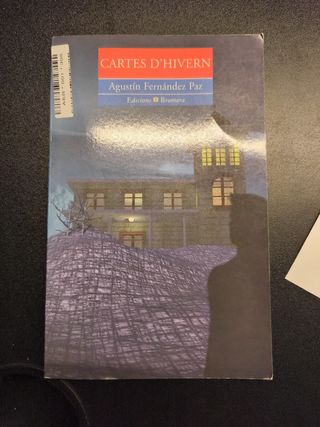 CARTES D'HIVERN
Agustín Fernández Paz
Edicions Bromera